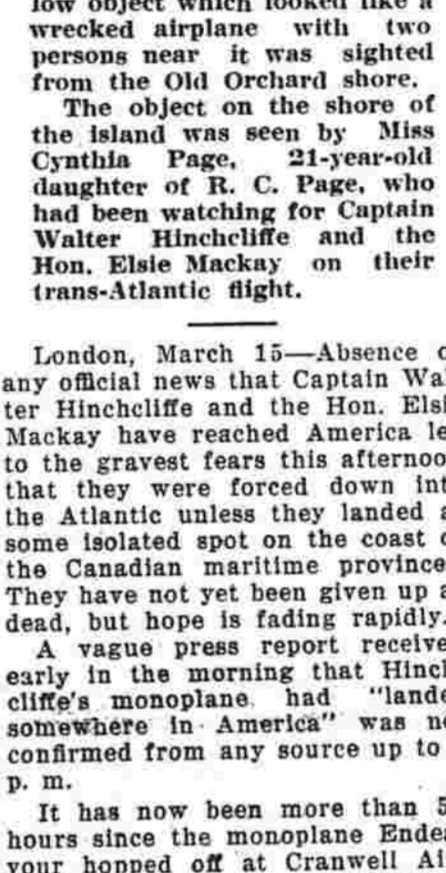 low object which looked like a
wrecked airplane with two
persons near it was sighted
from the Old Orchard shore.
The object on the shore of
the island was seen by Miss
Cynthia Page, 21-year-old
daughter of R. C. Page, who
had been watching for Captain
Walter Hinchcliffe and the
Hon. Elsie Mackay on their
trans-Atlantic flight.
London, March 15—Absence o
any official news that Captain Wal
ter Hinchcliffe and the Hon. Elsi
Mackay have reached America le
to the gravest fears this afternoo
that they were forced down int
the Atlantic unless they landed a
some isolated spot on the coast o
the Canadian maritime province
They have not yet been given up a
dead, but hope is fading rapidly.
A vague press report receive
early in the morning that Hincl
cliffe's monoplane had "lande
somewhere in America" was no
confirmed from any source up to
p. m.
It has now been more than 5
hours since the monoplane Endea
vour hopped off at Cranwell Ai